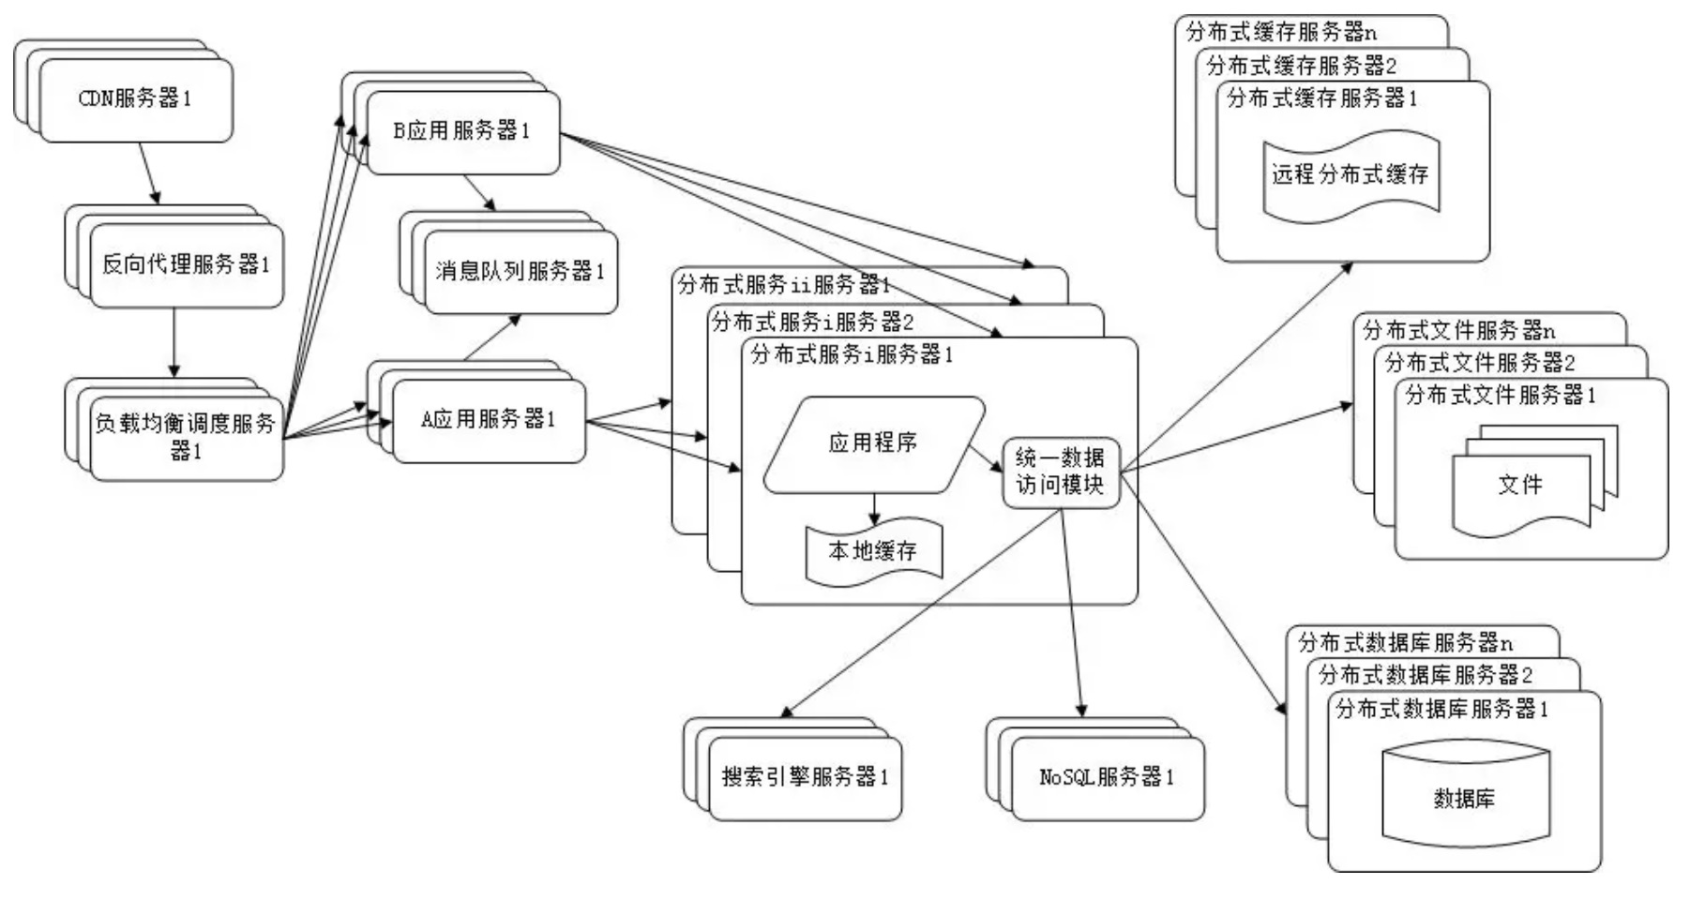 CDN服务器1
反向代理服务器1
负载均衡调度服务
器1
B应用服务器1
消息队列服务器1
A应用服务器1
分布式服务ii服务器1
分布式服务i服务器2
分布式服务i服务器1
应用程序
本地缓存
统一数据
访问模块
搜索引擎服务器1
NoSQL服务器1
分布式缓存服务器n
分布式缓存服务器2
分布式缓存服务器1
远程分布式缓存
分布式文件服务器n
分布式文件服务器2
分布式文件服务器1
文件
分布式数据库服务器n
分布式数据库服务器2
分布式数据库服务器1
数据库